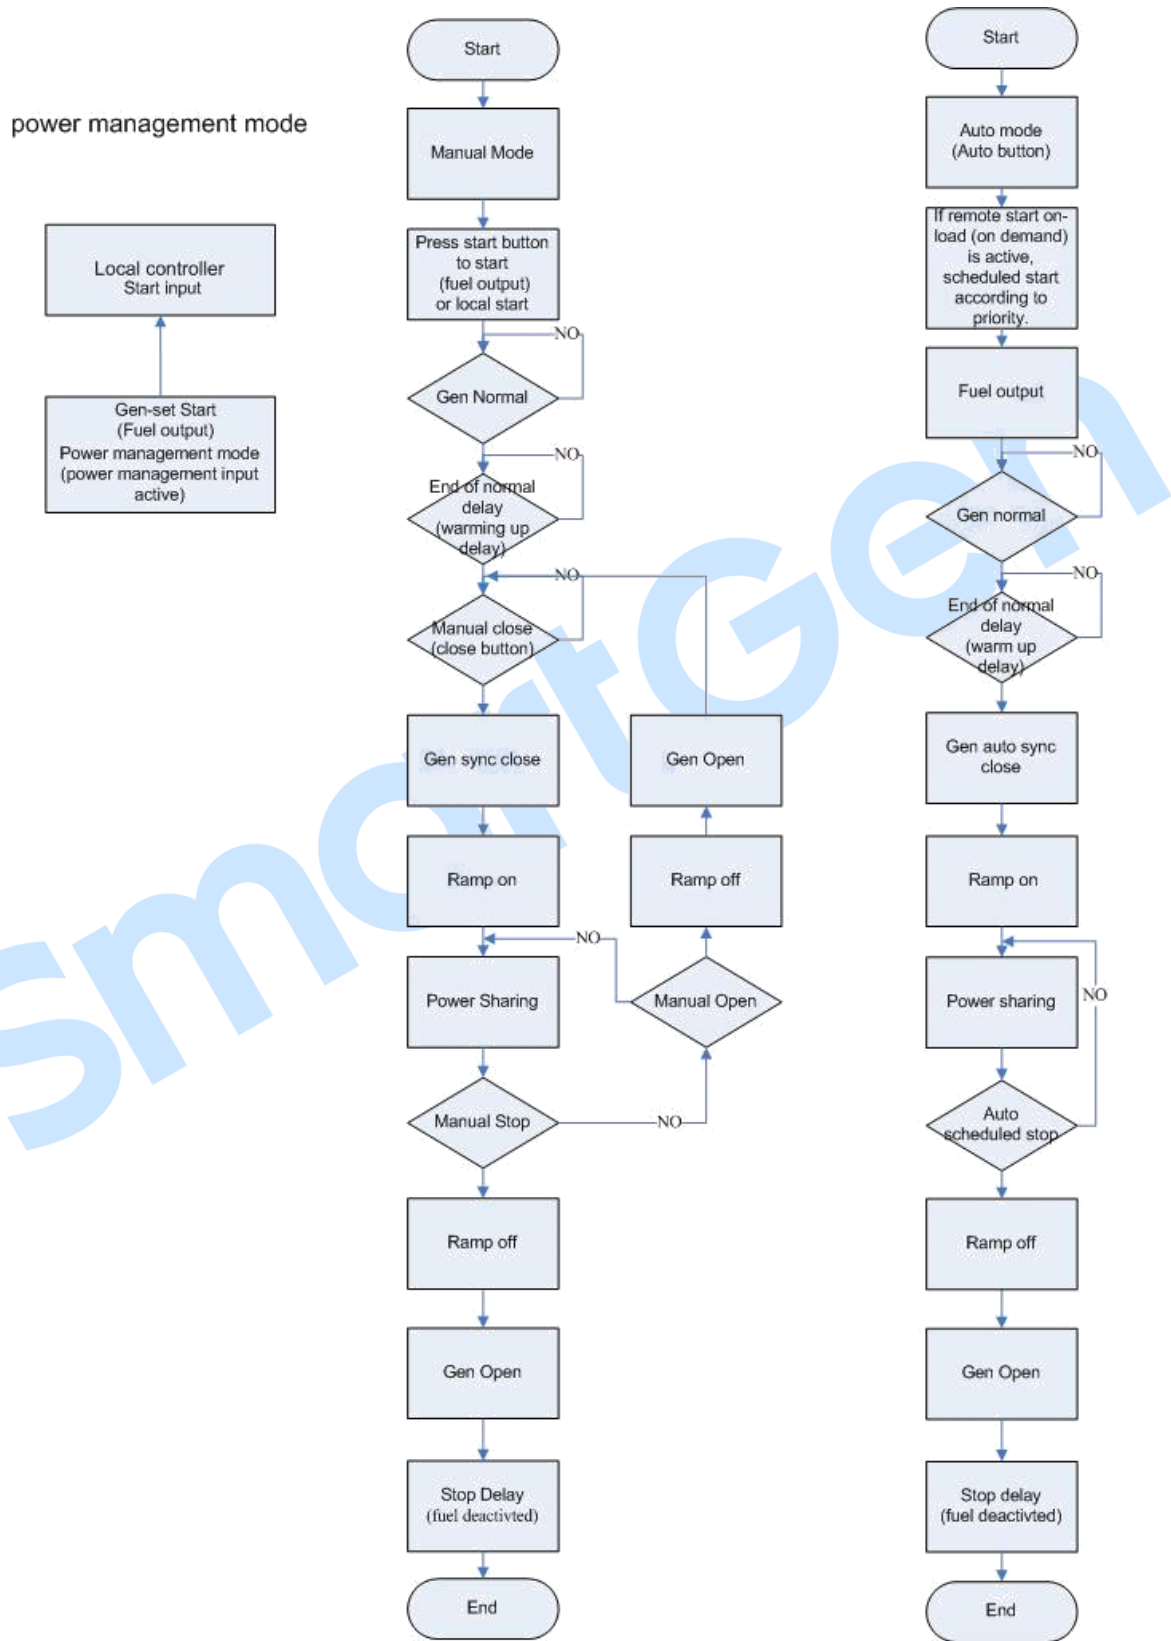 power management mode
Local controller
Start input
Gen-set Start
(Fuel output)
Power management mode
(power management input
active)
Start
Manual Mode
Press start button
to start
(fuel output)
or local start
NO
Gen Normal
NO
End of normal
delay
(warming up
delay)
NO
Manual close
(close button)
Gen sync close
Gen Open
Ramp on
Ramp off
NO
Power Sharing
Manual Open
Manual Stop
NO
Ramp off
Gen Open
Stop Delay
(fuel deactivted)
End
Start
Auto mode
(Auto button)
If remote start on-
load (on demand)
is active,
scheduled start
according to
priority.
Fuel output
NO
Gen normal
NO
End of normal
delay
(warm up
delay)
Gen auto sync
close
Ramp on
Power sharing
NO
Auto
scheduled stop
Ramp off
Gen Open
Stop delay
(fuel deactivted)
End
SmartGen